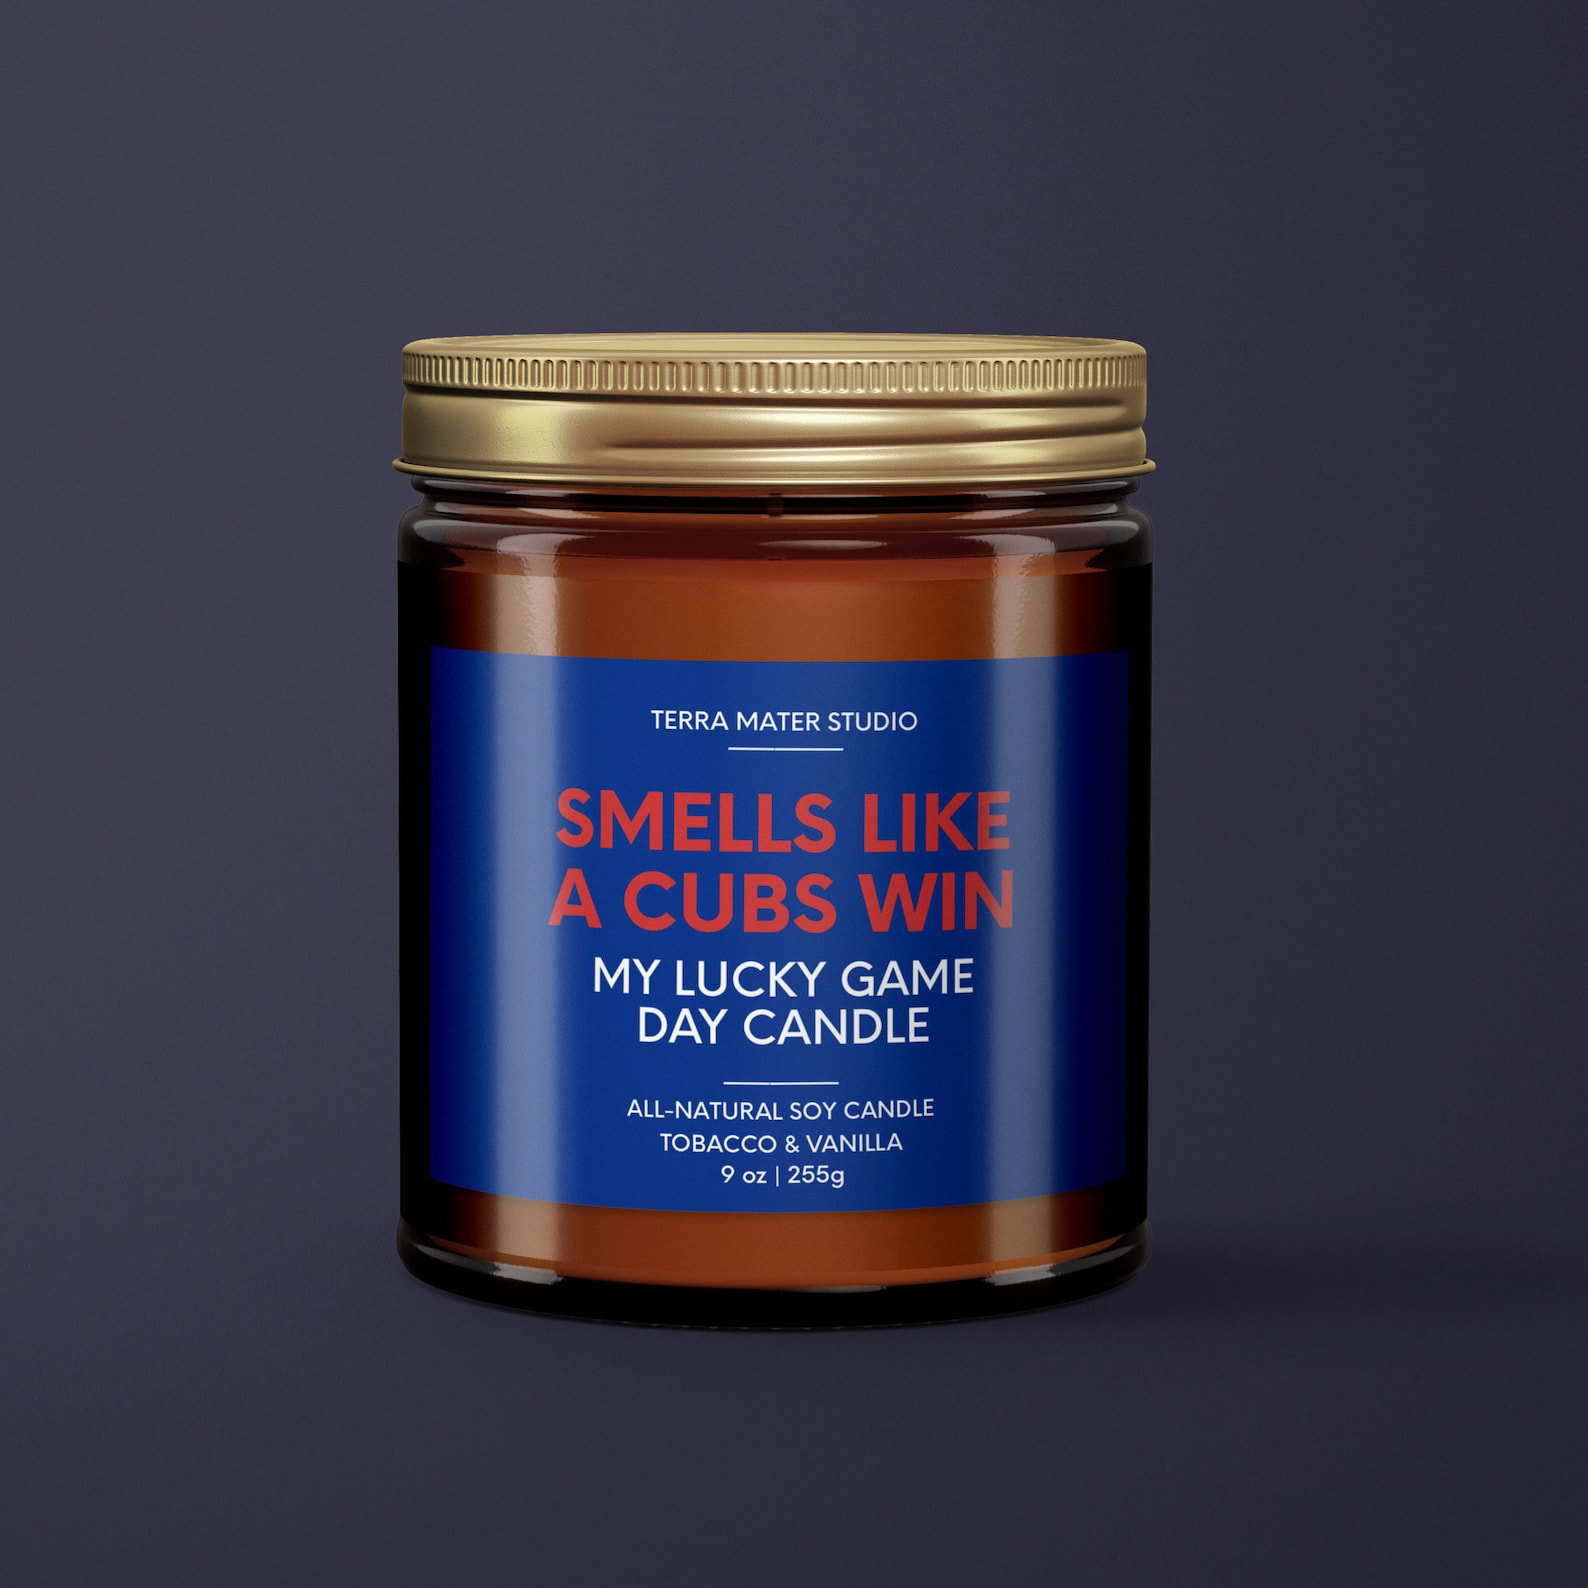 TERRA MATER STUDIO
SMELLS LIKE
A CUBS WIN
MY LUCKY GAME
DAY CANDLE
ALL-NATURAL SOY CANDLE
TOBACCO & VANILLA
9 oz | 255g